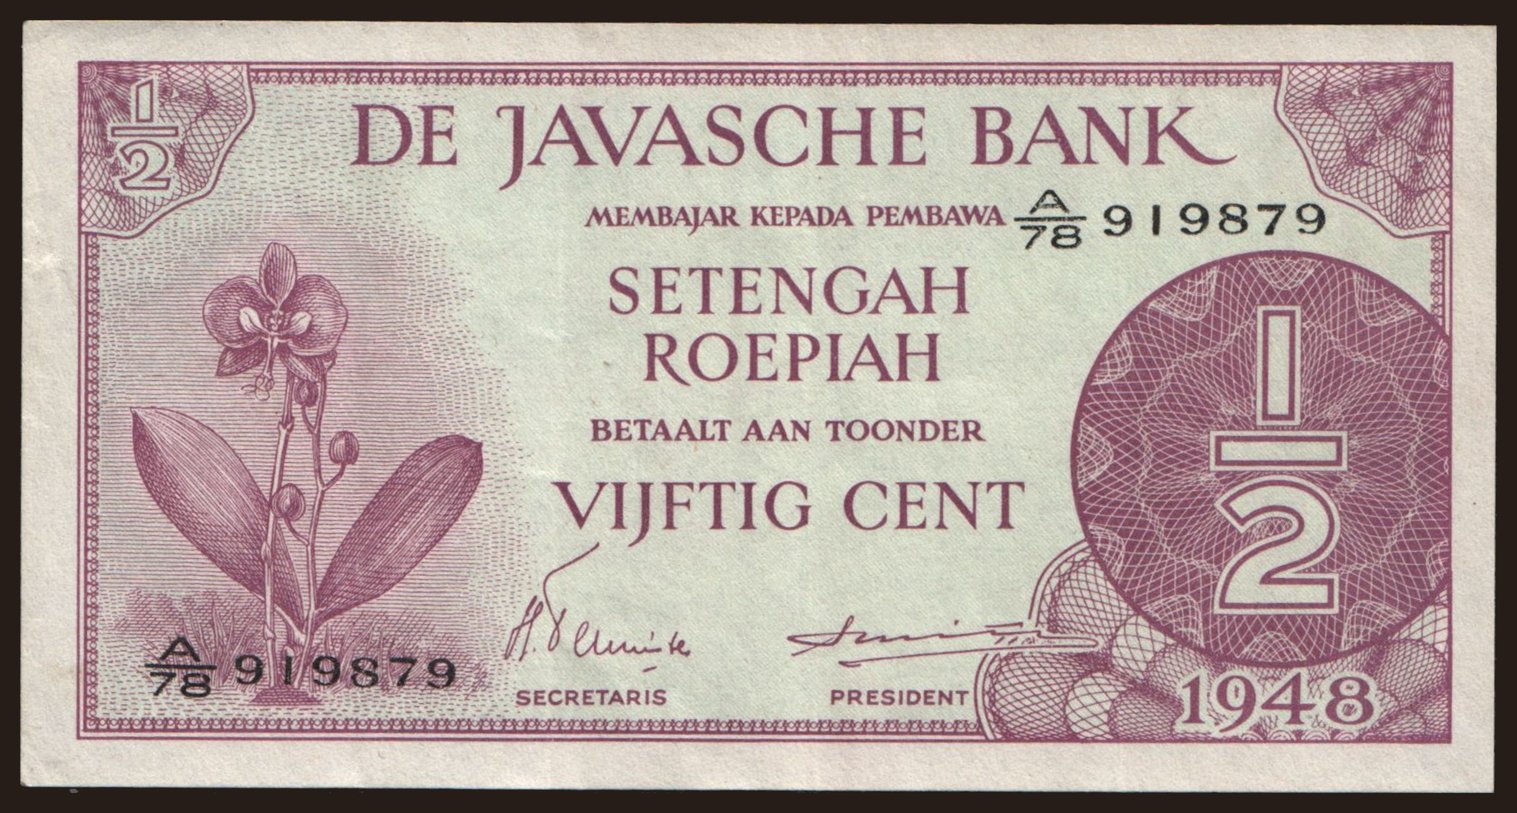 1/2
DE JAVASCHE BANK
MEMBAJAR KEPADA PEMBAWA A/78 919879
SETENGAH
ROEPIAH
BETAALT AAN TOONDER
VIJFTIG CENT
1/2
A/78 919879
SECRETARIS PRESIDENT
1948